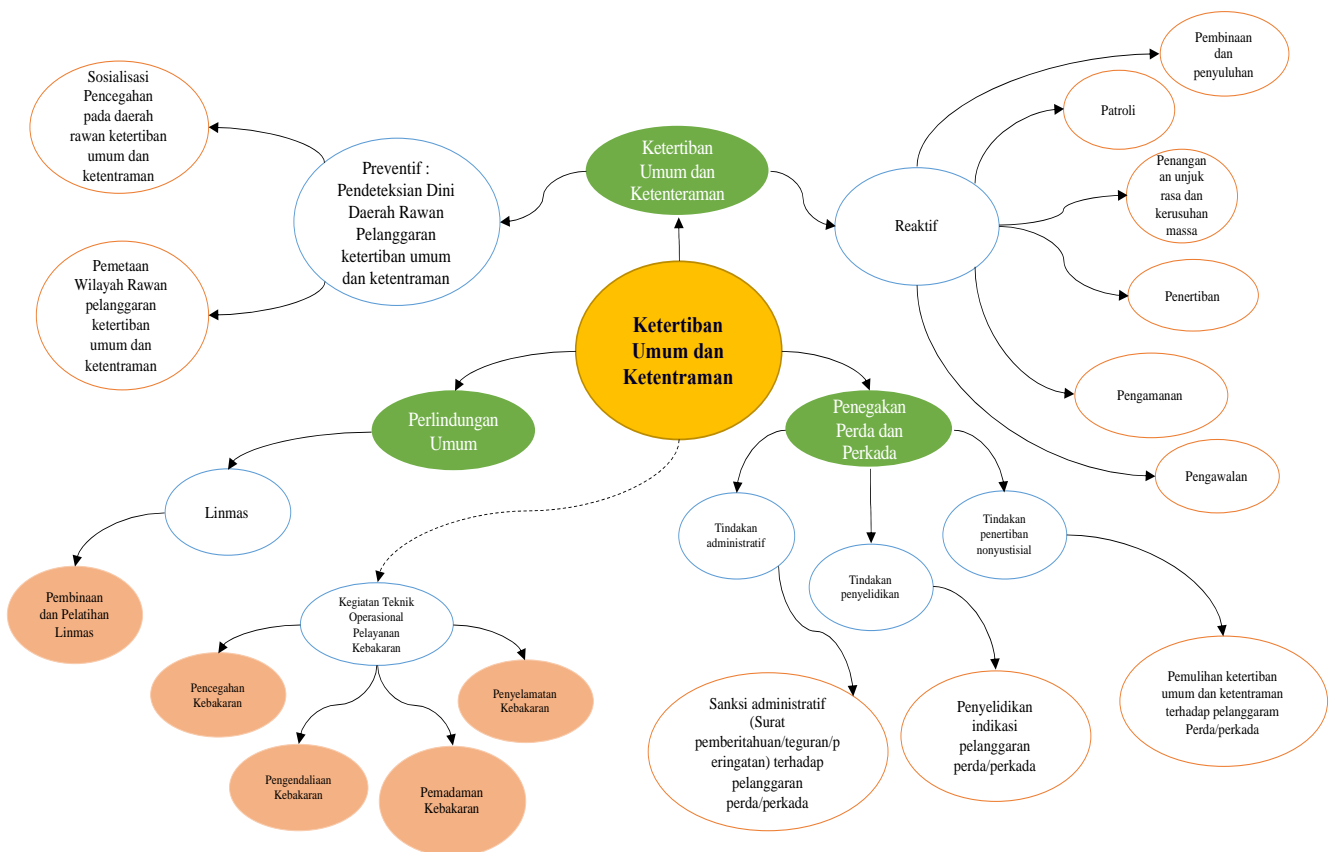 Pembinaan
dan
penyuluhan
Sosialisasi
Pencegahan
pada daerah
rawan ketertiban
umum dan
ketentraman
Patroli
Ketertiban
Umum dan
Ketenteraman
Preventif :
Pendeteksian Dini
Daerah Rawan
Pelanggaran
ketertiban umum
dan ketentraman
Penangan
an unjuk
rasa dan
kerusuhan
massa
Reaktif
Pemetaan
Wilayah Rawan
pelanggaran
ketertiban
umum dan
ketentraman
Penertiban
Ketertiban
Umum dan
Ketentraman
Pengamanan
Perlindungan
Umum
Penegakan
Perda dan
Perkada
Pengawalan
Linmas
Tindakan
administratif
Tindakan
penertiban
nonyustisial
Tindakan
penyelidikan
Pembinaan
dan Pelatihan
Linmas
Kegiatan Teknik
Operasional
Pelayanan
Kebakaran
Pencegahan
Kebakaran
Penyelamatan
Kebakaran
Pengendaliaan
Kebakaran
Pemadaman
Kebakaran
Sanksi administratif
(Surat
pemberitahuan/teguran/p
eringatan) terhadap
pelanggaran
perda/perkada
Penyelidikan
indikasi
pelanggaran
perda/perkada
Pemulihan ketertiban
umum dan ketentraman
terhadap pelanggaram
Perda/perkada